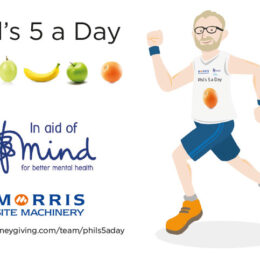 l's 5 a Day
In aid of
mind
for better mental health
MORRIS
SITE MACHINERY
neygiving.com/team/phils5aday
Phil's 5 a Day